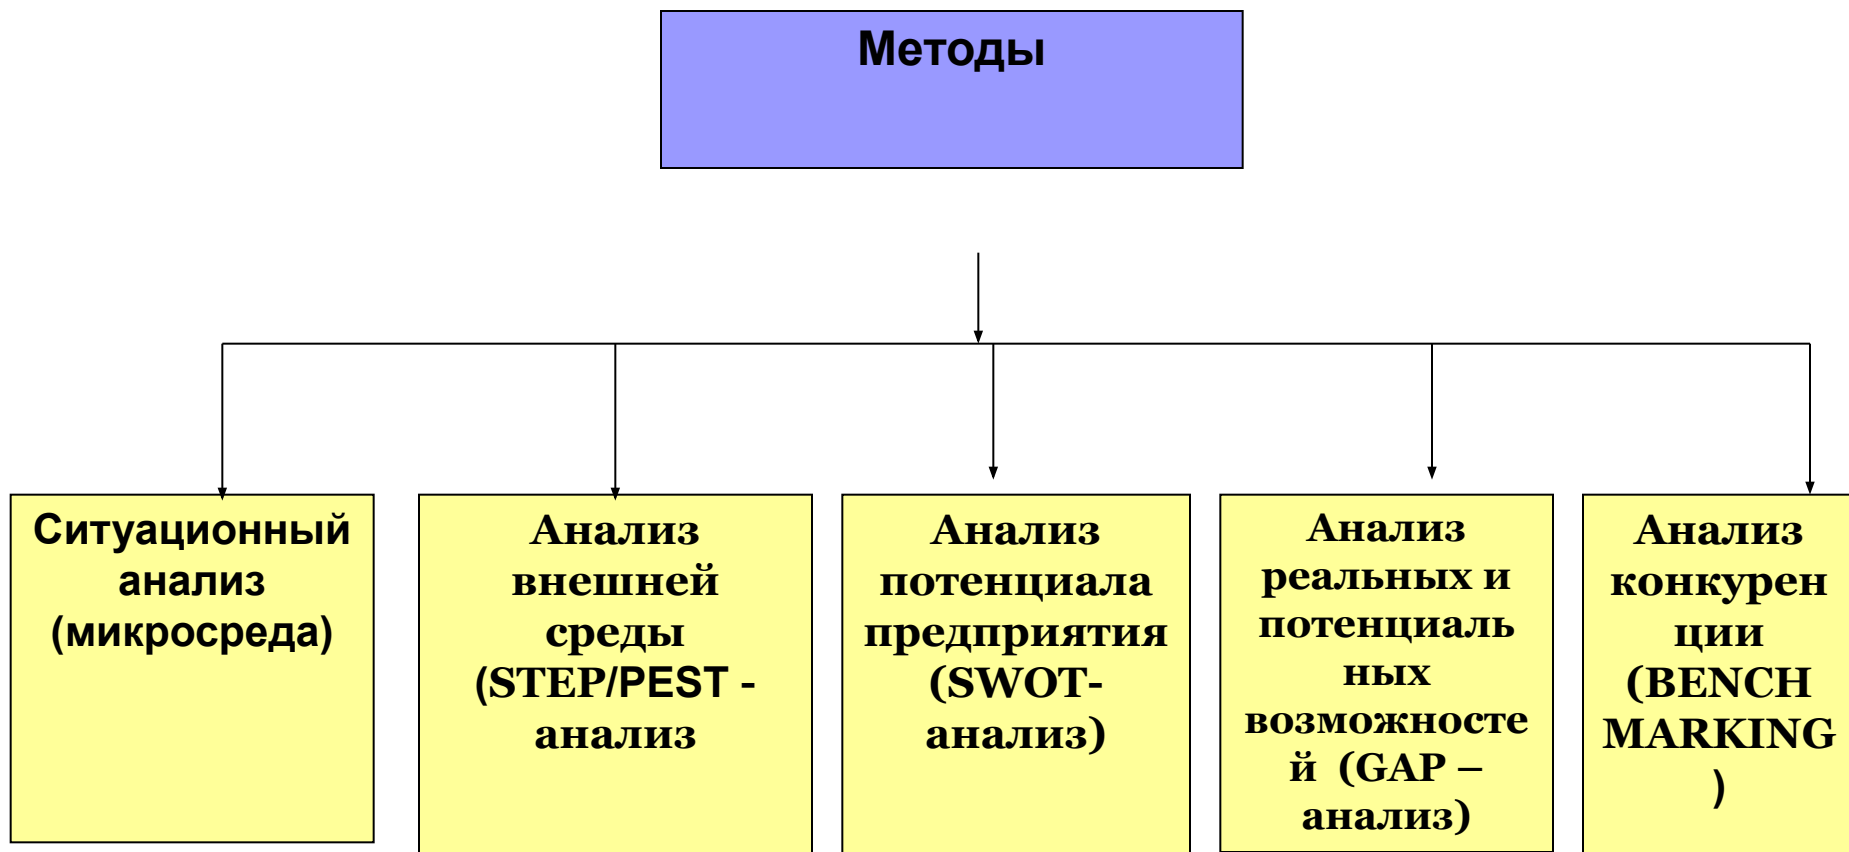 Методы
Ситуационный
анализ
(микросреда)
Анализ
внешней
среды
(STEP/PEST -
анализ
Анализ
потенциала
предприятия
(SWOT-
анализ)
Анализ
реальных и
потенциаль
ных
возможносте
й (GAP –
анализ)
Анализ
конкурен
ции
(BENCH
MARKING
)